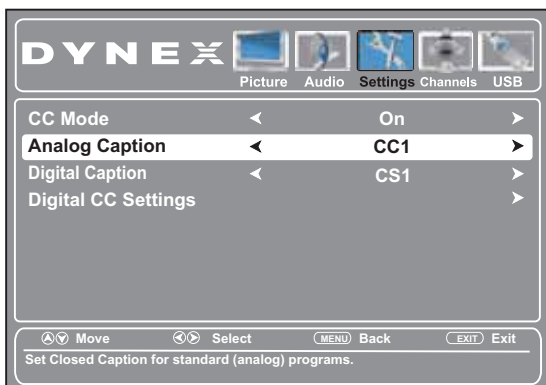 DYNEX
Picture Audio Settings Channels USB
CC Mode On
Analog Caption CC1
Digital Caption CS1
Digital CC Settings
Move Select MENU Back EXIT Exit
Set Closed Caption for standard (analog) programs.